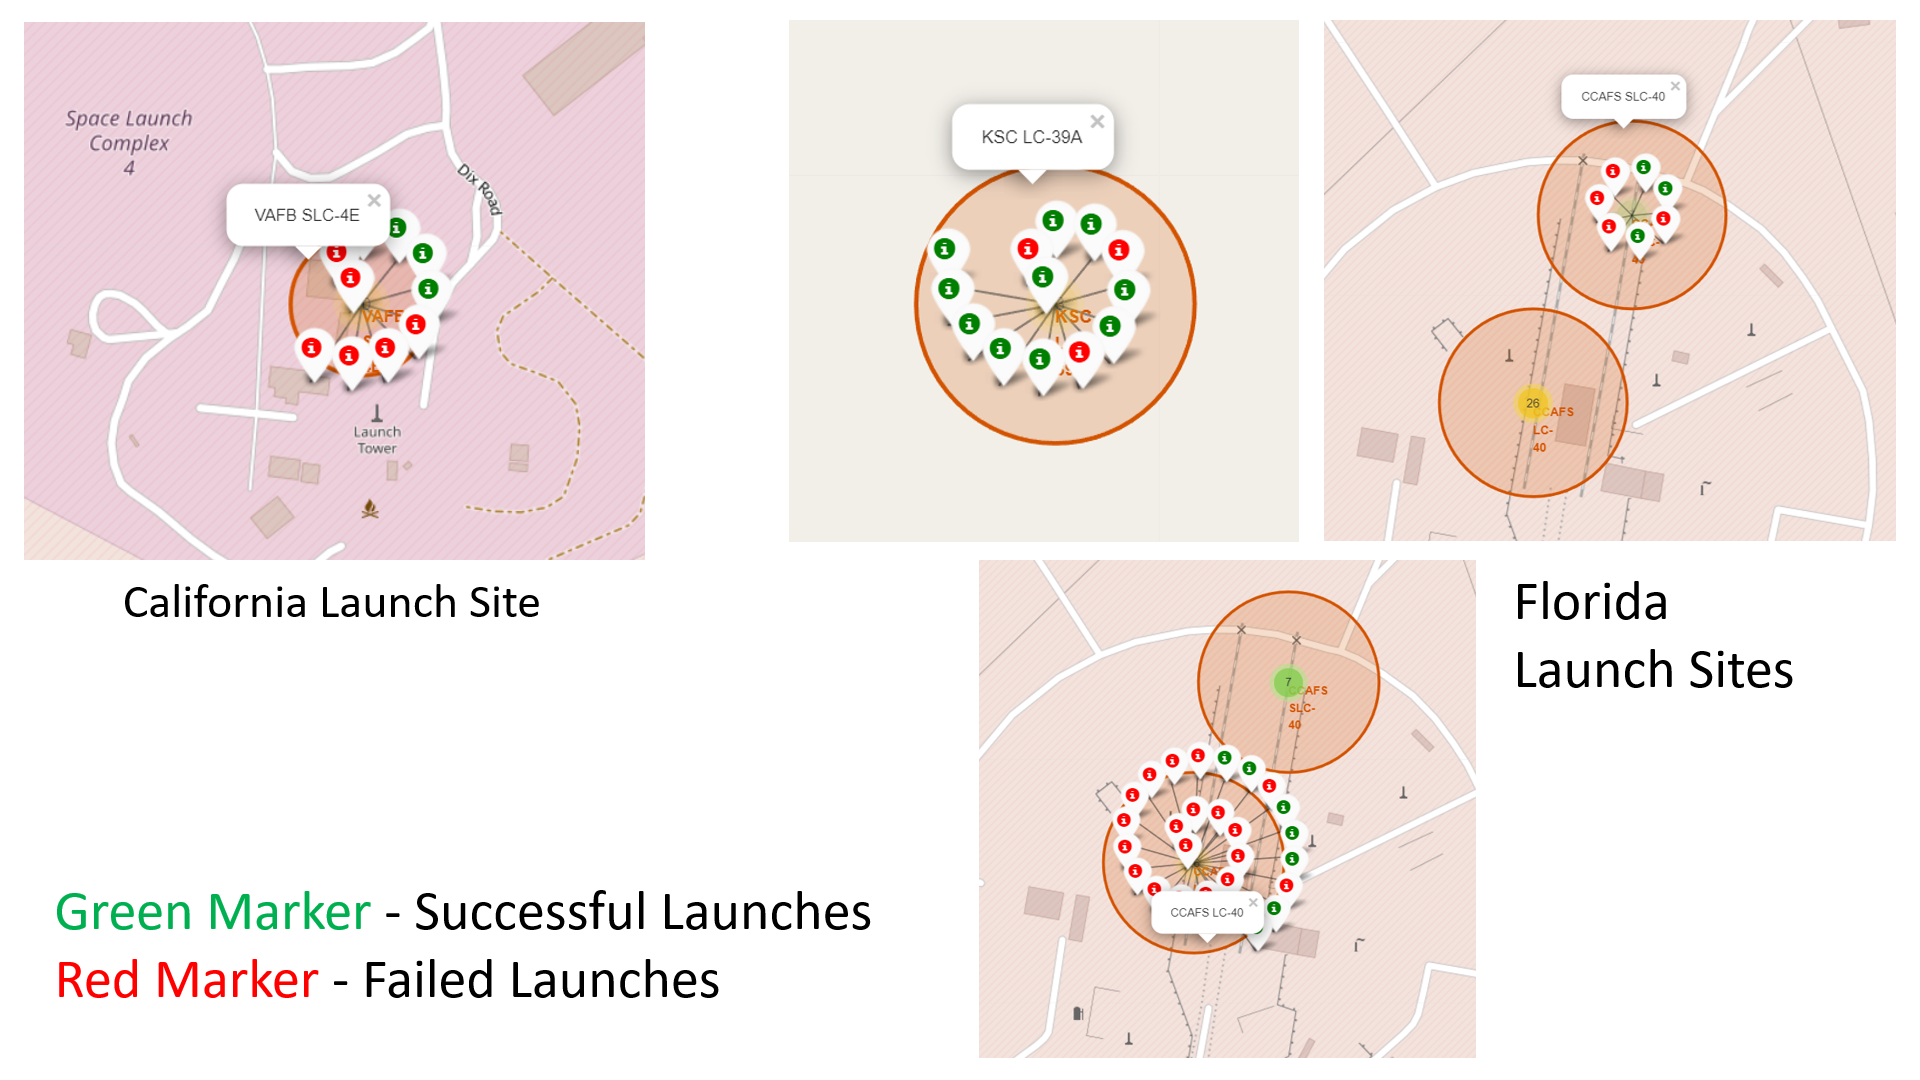 Space Launch
Complex
4
VAFB SLC-4E
Dix Road
VAFB
Launch
Tower
California Launch Site
KSC LC-39A
KSC
CCAFS SLC-40
26
CCAFS
LC-
40
7
CCAFS
SLC-
40
CCAFS LC-40
Florida
Launch Sites
Green Marker - Successful Launches
Red Marker - Failed Launches